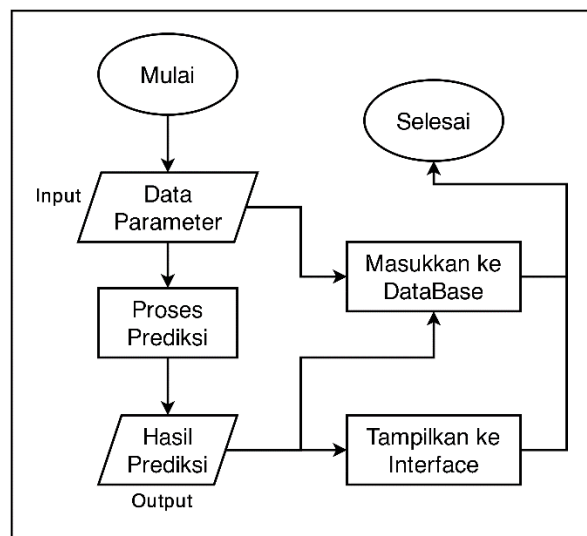 Mulai
Selesai
Input
Data
Parameter
Masukkan ke
DataBase
Proses
Prediksi
Hasil
Prediksi
Tampilkan ke
Interface
Output